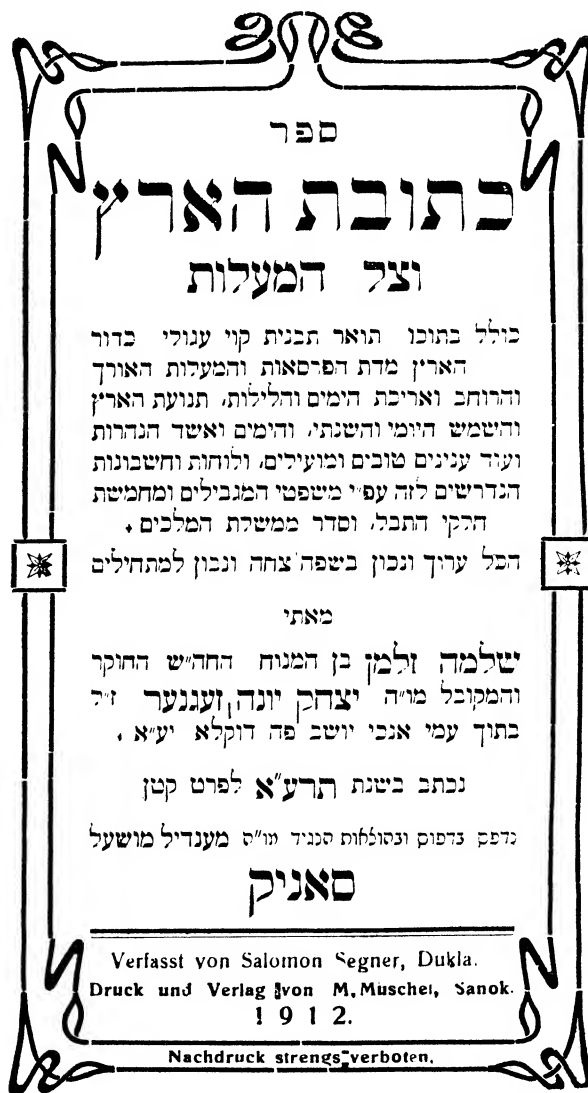 ספר
כתובת הארץ
וצל המעלות
כולל בתוכו תואר תבנית קוי עגולי כדור
הארץ מדת הפרסאות והמעלות האורך
והרוחב ואריכת הימים והלילות, תנועת הארץ
והשמש היומי והשנתי, והימים ואשד הנהרות
ועוד ענינים טובים ומועילים, ולוחות וחשבונות
הנדרשים לזה עפ״י משפטי המגבילים ומחמשת
חלקי התבל, וסדר ממשלת המלכים.
הכל ערוך ונכון בשפה צחה ונכון למתחילים
מאתי
שלמה זלמן בן המנוח החה״ש החוקר
והמקובל מו״ה יצחק יונה זעגנער ז״ל
בתוך עמי אנכי יושב פה דוקלא יע״א.
נכתב בשנת תרע״א לפרט קטן
נדפס בדפוס ובהוצאות הנגיד מו״ה מענדיל מושעל
סאניק
Verfasst von Salomon Segner, Dukla.
Druck und Verlag von M. Muschel, Sanok.
1912.
Nachdruck strengs verboten.